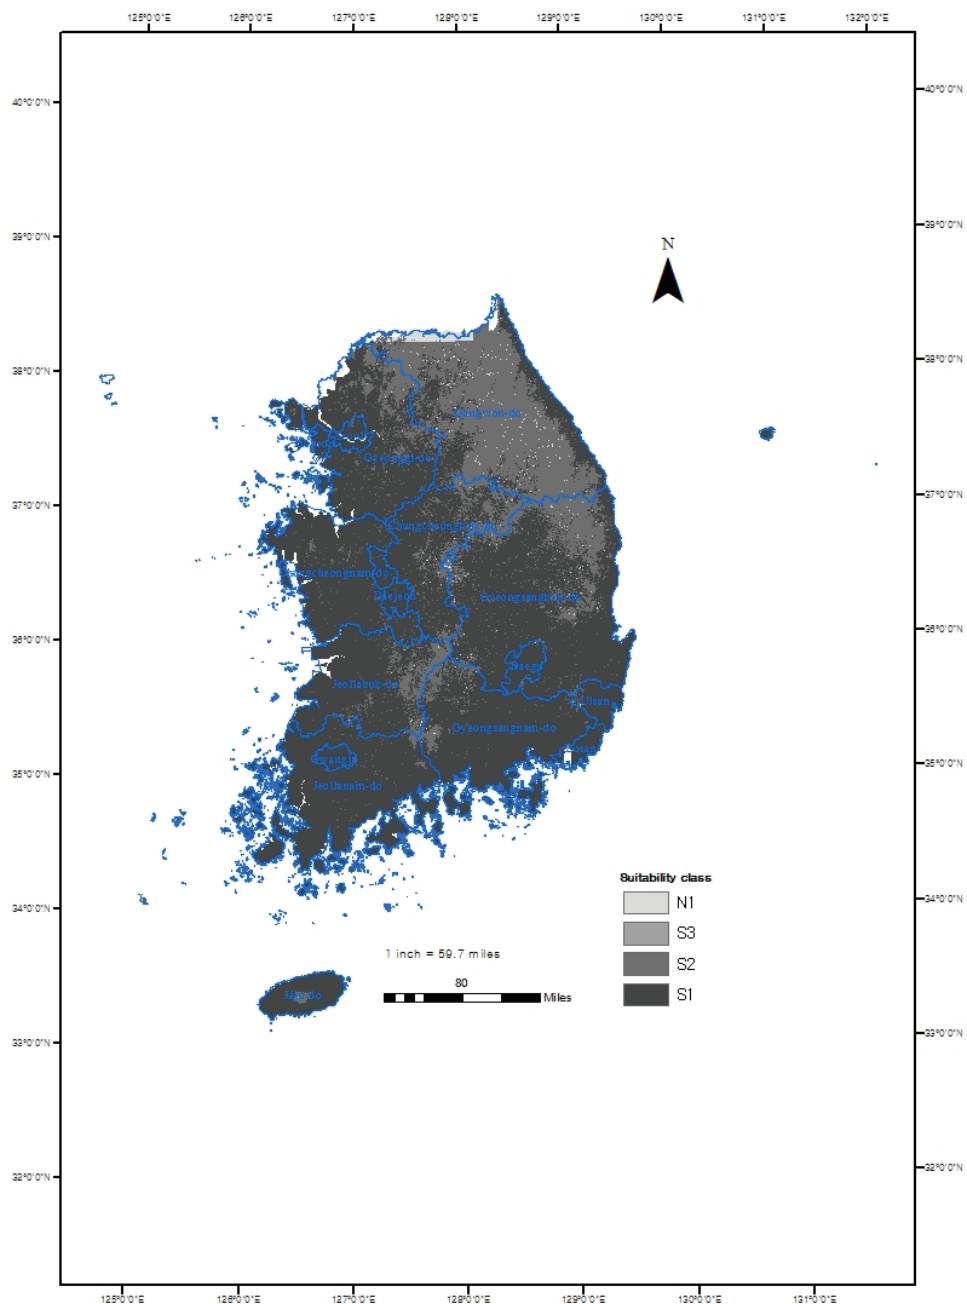 125°0'0"E 126°0'0"E 127°0'0"E 128°0'0"E 129°0'0"E 130°0'0"E 131°0'0"E 132°0'0"E
40°0'0"N 40°0'0"N
39°0'0"N 39°0'0"N
N
38°0'0"N 38°0'0"N
Gyeonggi-do
37°0'0"N 37°0'0"N
Daejeon
36°0'0"N 36°0'0"N
Daegu
Jeollabuk-do
Ulsan
Gyeongsangnam-do
35°0'0"N 35°0'0"N
Jeollanam-do
34°0'0"N 34°0'0"N
Suitability class
N1
S3
S2
S1
1 inch = 59.7 miles
80
Miles
Jeju-do
33°0'0"N 33°0'0"N
32°0'0"N 32°0'0"N
125°0'0"E 126°0'0"E 127°0'0"E 128°0'0"E 129°0'0"E 130°0'0"E 131°0'0"E